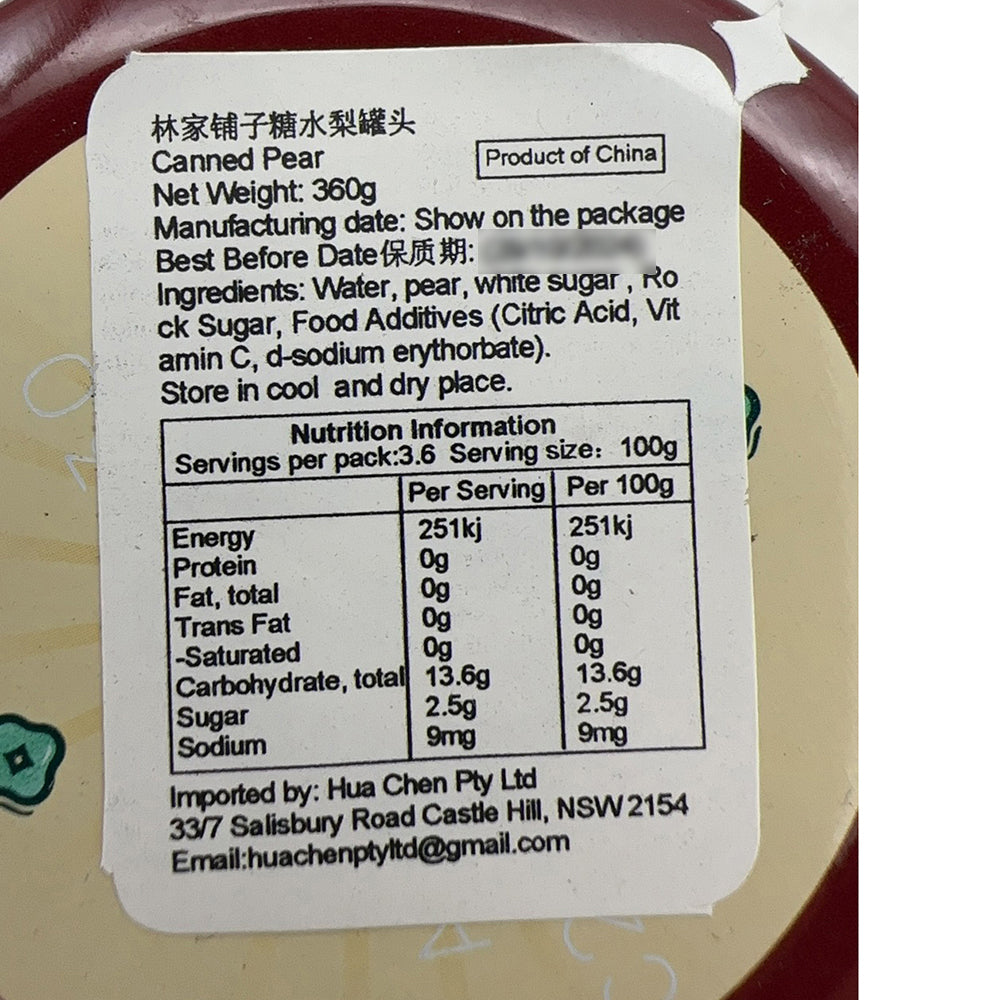 林家铺子糖水梨罐头
Canned Pear
Product of China
Net Weight: 360g
Manufacturing date: Show on the package
Best Before Date保质期:
Ingredients: Water, pear, white sugar , Ro
ck Sugar, Food Additives (Citric Acid, Vit
amin C, d-sodium erythorbate).
Store in cool and dry place.
Nutrition Information
Servings per pack:3.6 Serving size: 100g
Per Serving Per 100g
Energy 251kj 251kj
Protein 0g 0g
Fat, total 0g 0g
Trans Fat 0g 0g
-Saturated 0g 0g
Carbohydrate, total 13.6g 13.6g
Sugar 2.5g 2.5g
Sodium 9mg 9mg
Imported by: Hua Chen Pty Ltd
33/7 Salisbury Road Castle Hill, NSW 2154
Email:huachenptyltd@gmail.com